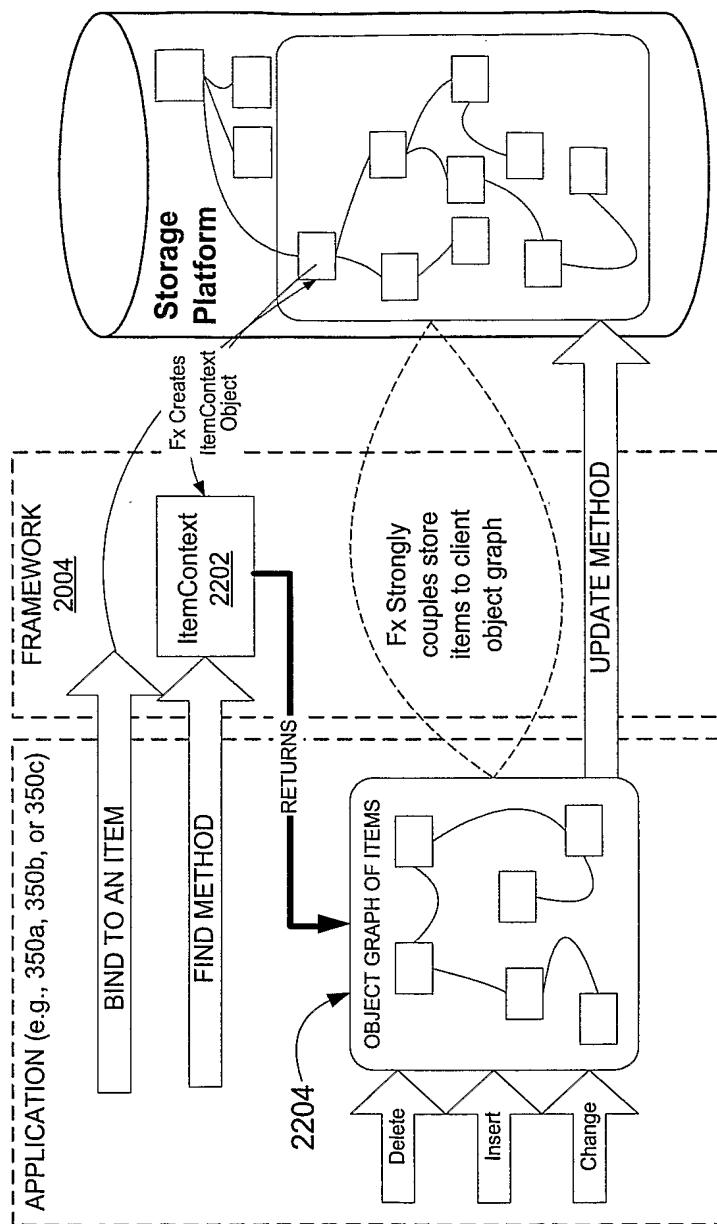 APPLICATION (e.g., 350a, 350b, or 350c)
FRAMEWORK
2004
BIND TO AN ITEM
FIND METHOD
ItemContext
2202
Fx Creates
ItemContext
Object
Storage
Platform
RETURNS
2204
OBJECT GRAPH OF ITEMS
Delete
Insert
Change
Fx Strongly
couples store
items to client
object graph
UPDATE METHOD